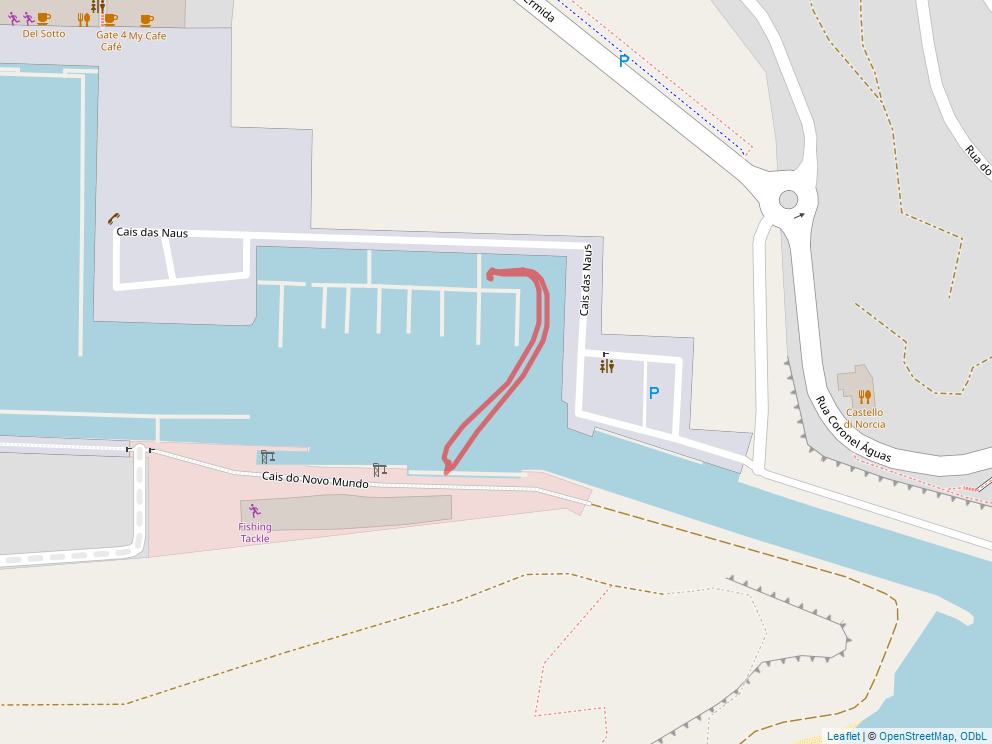 ermida
Del Sotto
Gate 4
Café
My Cafe
P
Rua do
Cais das Naus
Cais das Naus
P
Castello
di Norcia
Rua Coronel Águas
Cais do Novo Mundo
Fishing
Tackle
Leaflet | © OpenStreetMap, ODbL